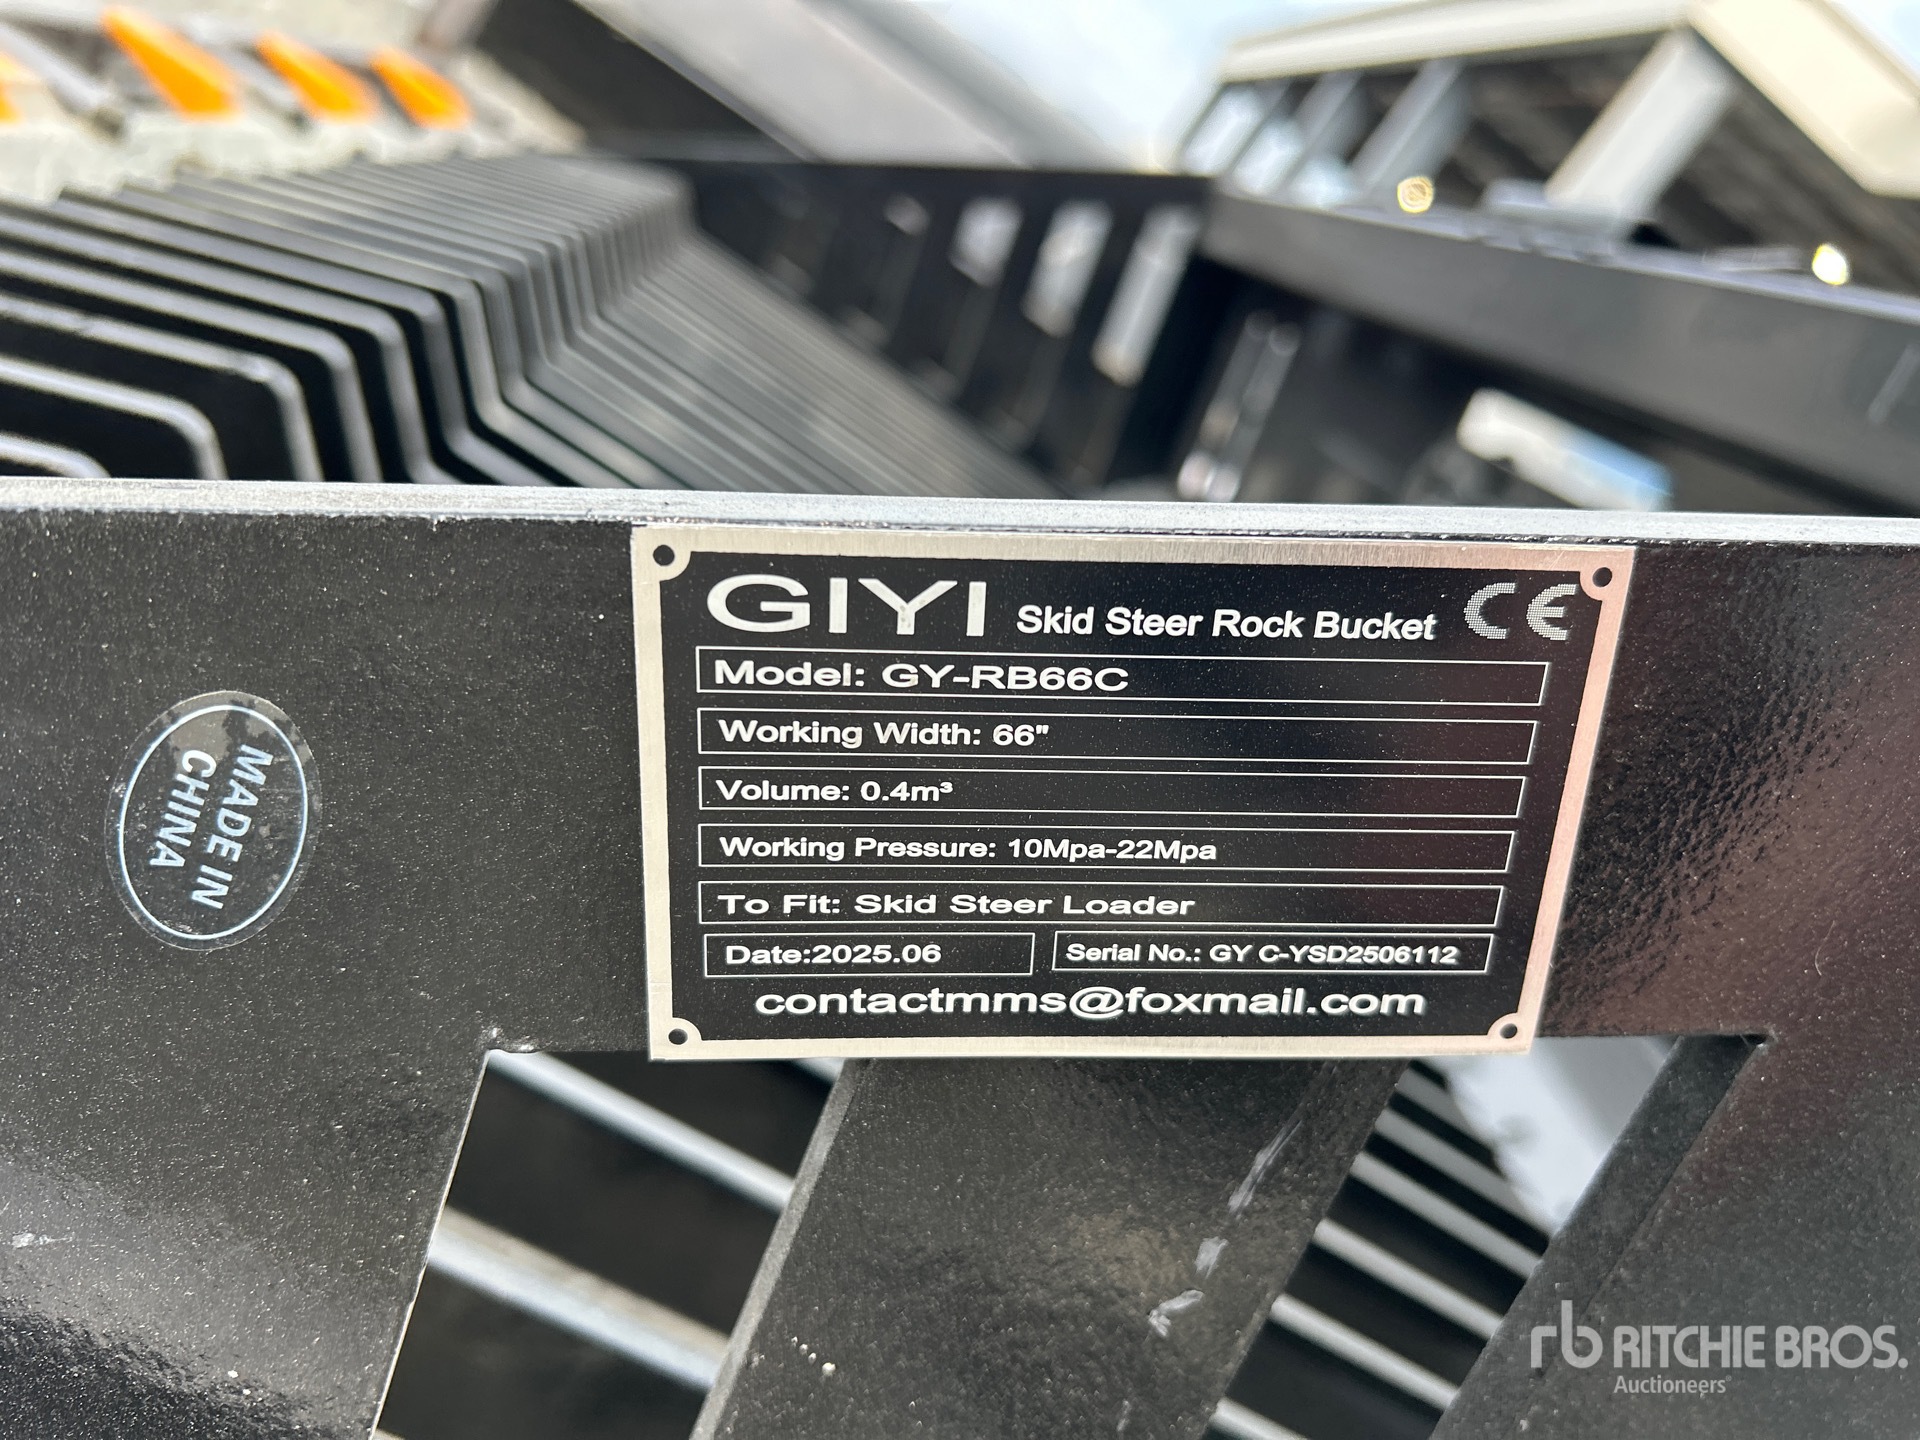 GIYI Skid Steer Rock Bucket CE
Model: GY-RB66C
Working Width: 66"
Volume: 0.4m³
Working Pressure: 10Mpa-22Mpa
To Fit: Skid Steer Loader
Date:2025.06 Serial No.: GY C-YSD2506112
contactmms@foxmail.com
MADE IN
CHINA
rb RITCHIE BROS.
Auctioneers